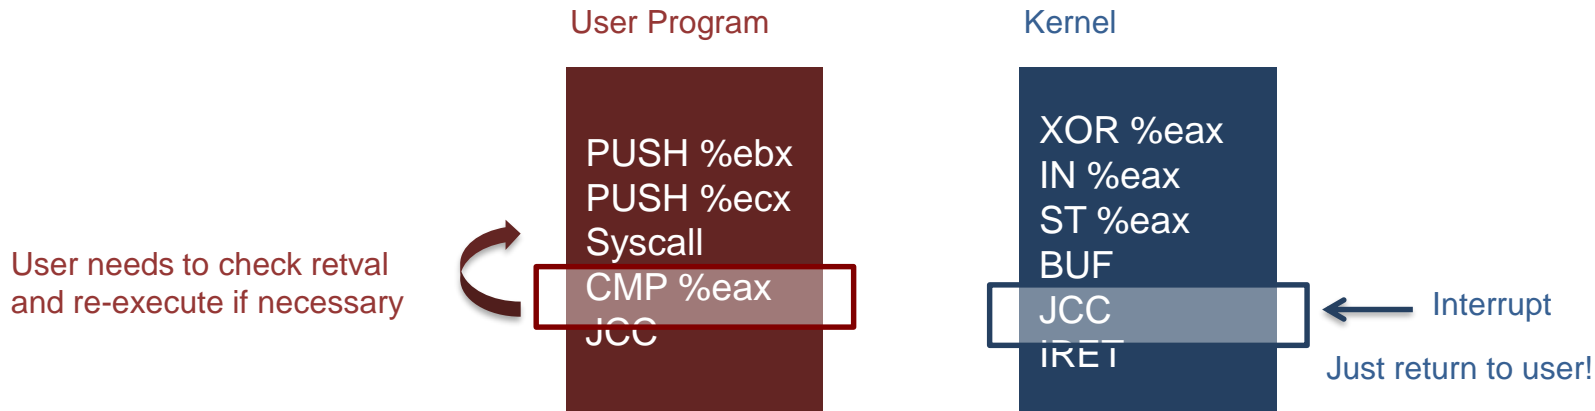 User Program
Kernel
PUSH %ebx
PUSH %ecx
Syscall
CMP %eax
JCC
XOR %eax
IN %eax
ST %eax
BUF
JCC
IRET
User needs to check retval
and re-execute if necessary
Interrupt
Just return to user!